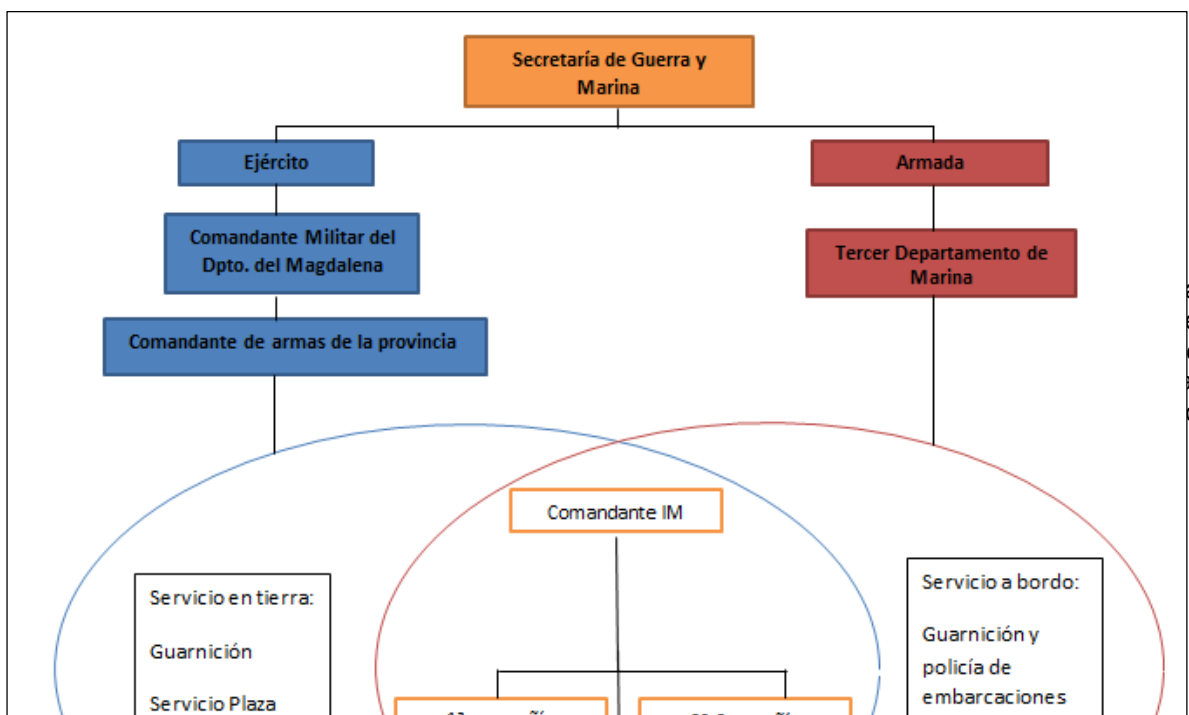 Secretaría de Guerra y
Marina
Ejército
Armada
Comandante Militar del
Dpto. del Magdalena
Tercer Departamento de
Marina
Comandante de armas de la provincia
Comandante IM
Servicio en tierra:
Guarnición
Servicio Plaza
Servicio a bordo:
Guarnición y
policía de
embarcaciones